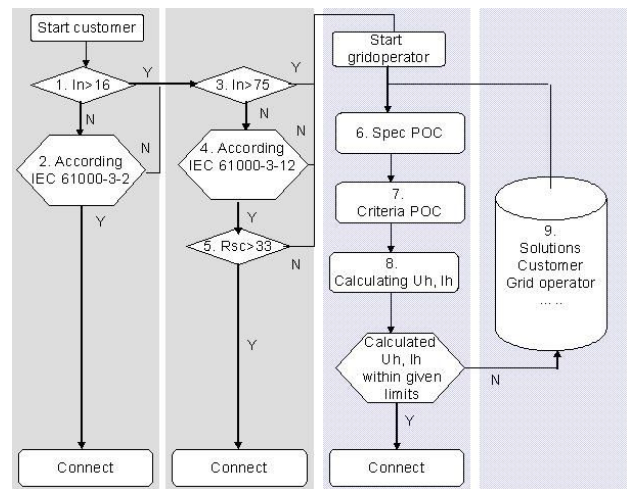 Start customer
1. In>16
Y
N
2. According
IEC 61000-3-2
N
Y
Connect
3. In>75
Y
N
N
4. According
IEC 61000-3-12
Y
5. Rsc>33
N
Y
Connect
Start
gridoperator
6. Spec POC
7.
Criteria POC
8.
Calculating Uh, Ih
Calculated
Uh, Ih
within given
limits
N
Y
Connect
9.
Solutions
Customer
Grid operator
... ..